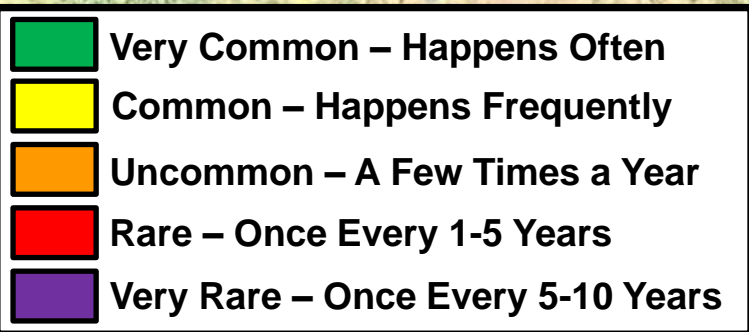 Very Common – Happens Often
Common – Happens Frequently
Uncommon – A Few Times a Year
Rare – Once Every 1-5 Years
Very Rare – Once Every 5-10 Years